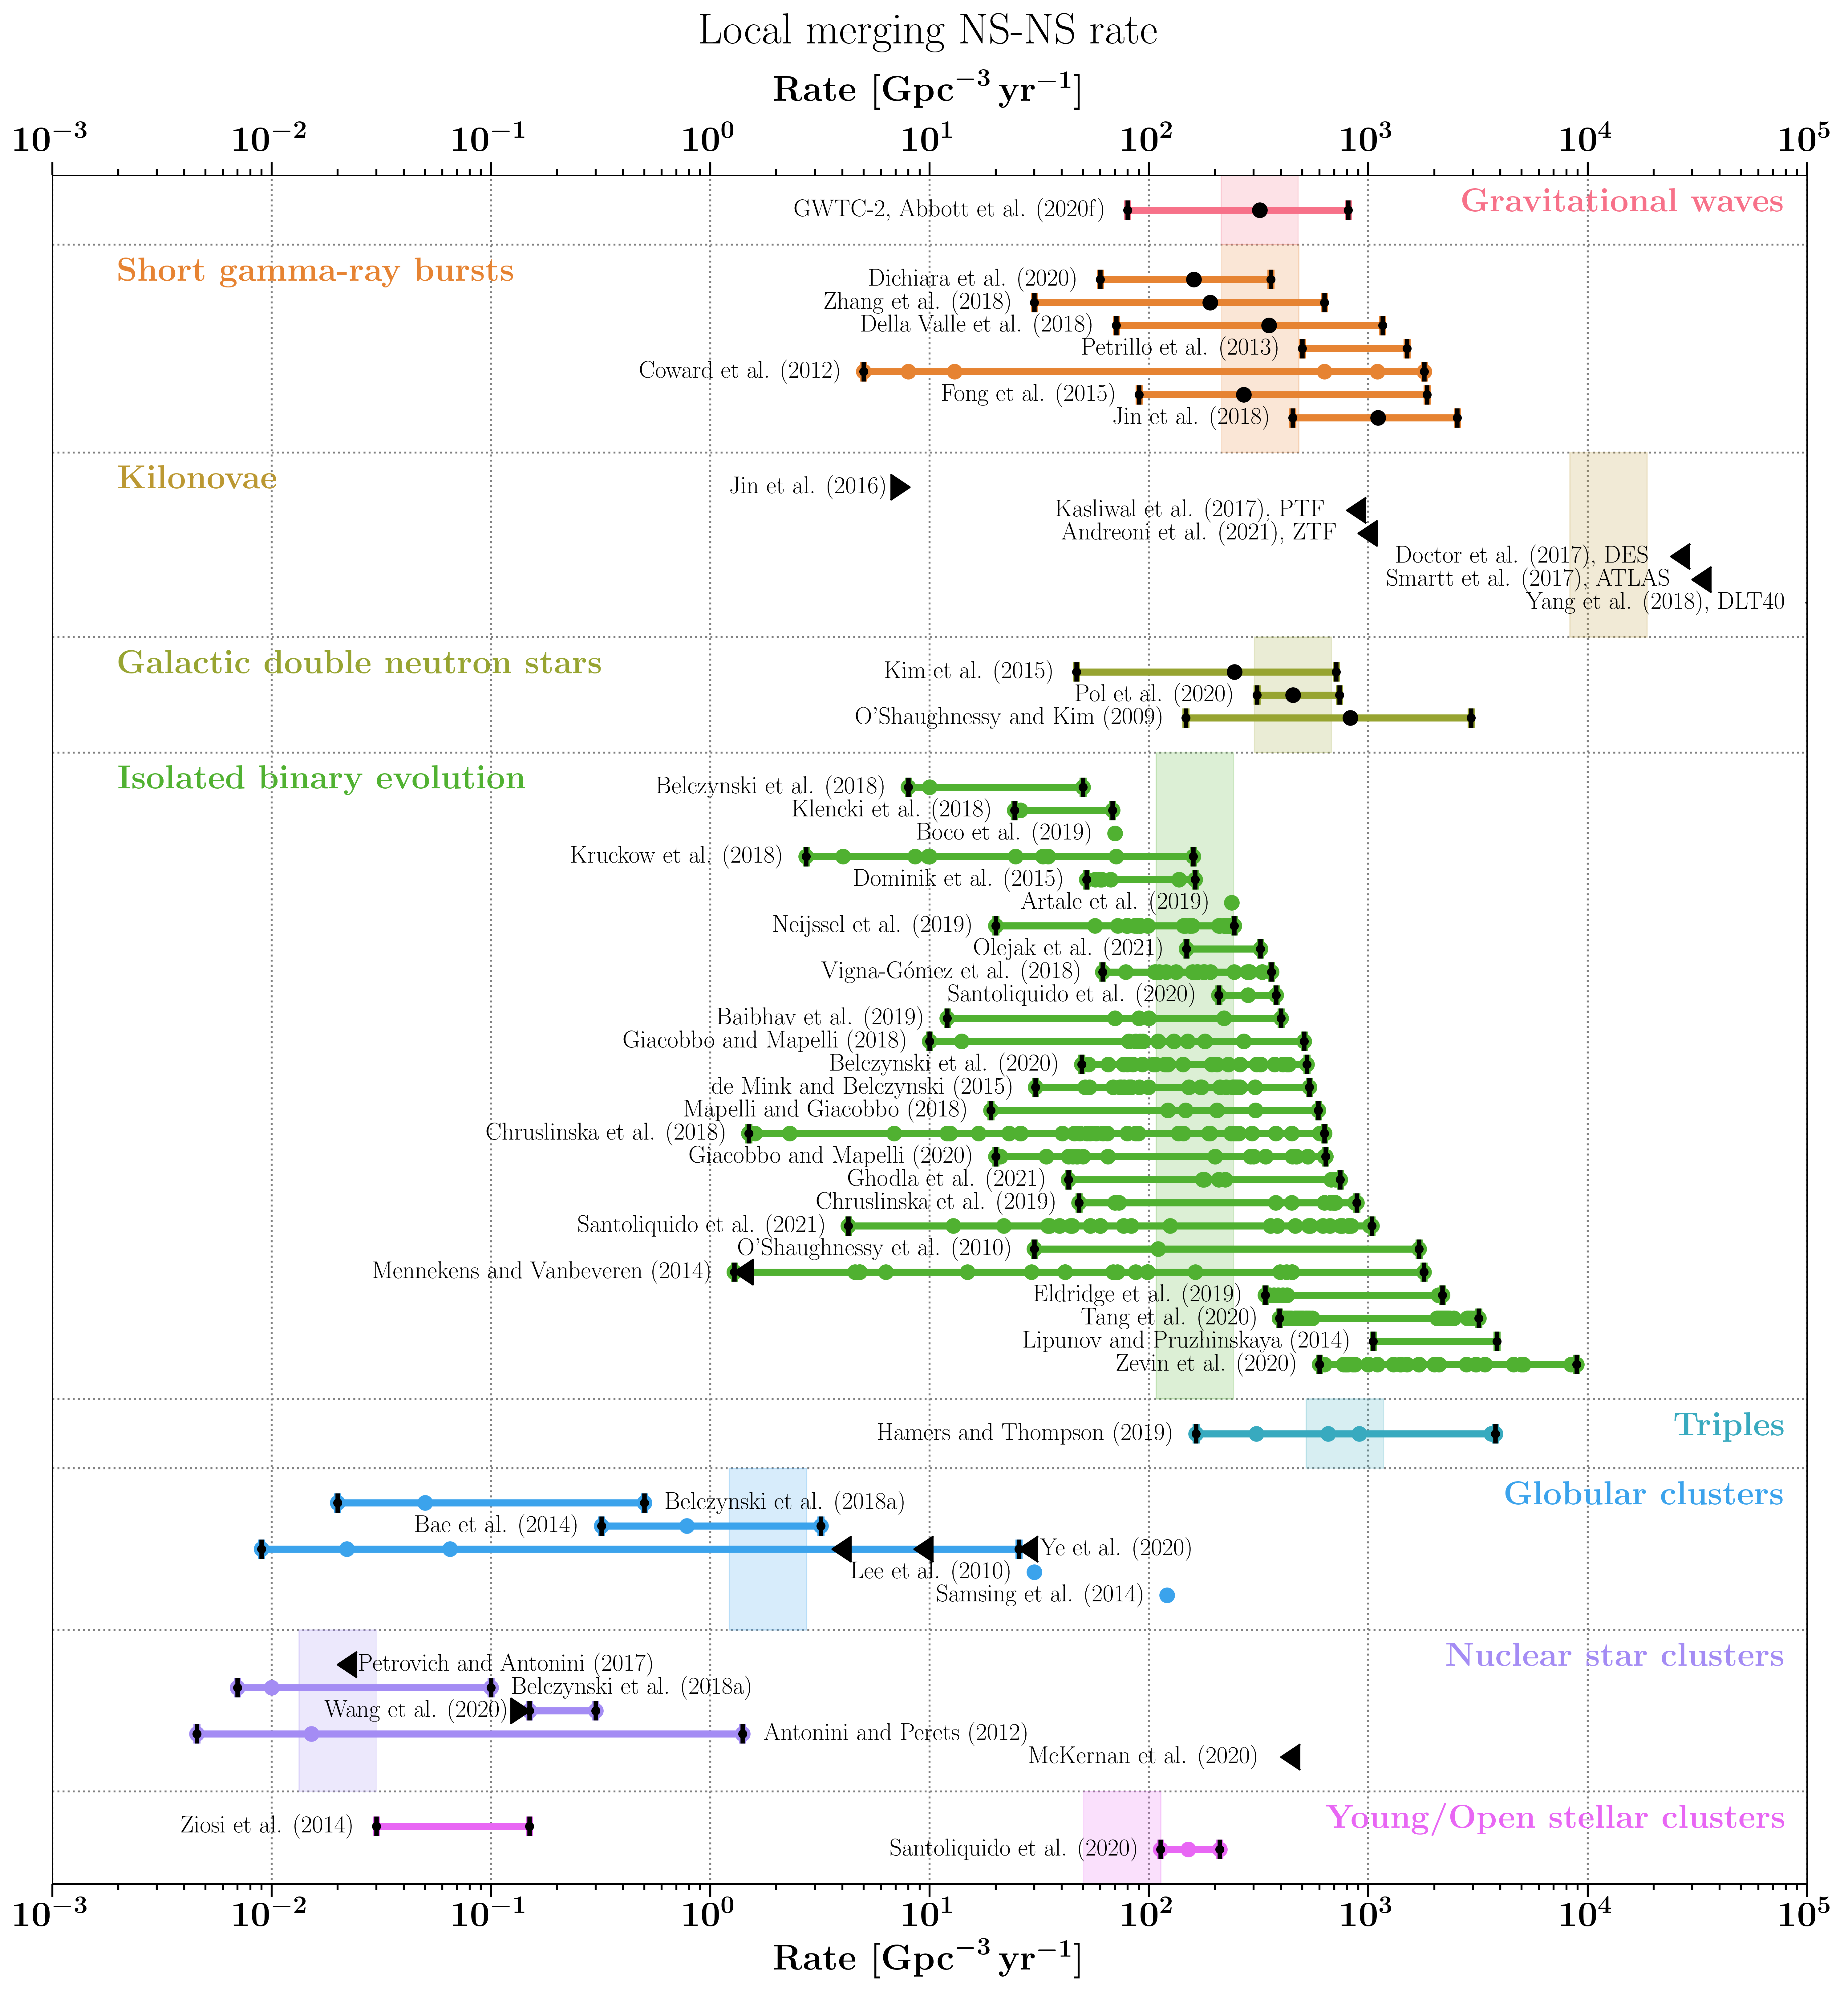 Local merging NS-NS rate
Rate [Gpc⁻³ yr⁻¹]
10⁻³ 10⁻² 10⁻¹ 10⁰ 10¹ 10² 10³ 10⁴ 10⁵
GWTC-2, Abbott et al. (2020f)
Gravitational waves
Short gamma-ray bursts
Dichiara et al. (2020)
Zhang et al. (2018)
Della Valle et al. (2018)
Petrillo et al. (2013)
Coward et al. (2012)
Fong et al. (2015)
Jin et al. (2018)
Kilonovae
Jin et al. (2016)
Kasliwal et al. (2017), PTF
Andreoni et al. (2021), ZTF
Doctor et al. (2017), DES
Smartt et al. (2017), ATLAS
Yang et al. (2018), DLT40
Galactic double neutron stars
Kim et al. (2015)
Pol et al. (2020)
O'Shaughnessy and Kim (2009)
Isolated binary evolution
Belczynski et al. (2018)
Klencki et al. (2018)
Boco et al. (2019)
Kruckow et al. (2018)
Dominik et al. (2015)
Artale et al. (2019)
Neijssel et al. (2019)
Olejak et al. (2021)
Vigna-Gómez et al. (2018)
Santoliquido et al. (2020)
Baibhav et al. (2019)
Giacobbo and Mapelli (2018)
Belczynski et al. (2020)
de Mink and Belczynski (2015)
Mapelli and Giacobbo (2018)
Chruslinska et al. (2018)
Giacobbo and Mapelli (2020)
Ghodla et al. (2021)
Chruslinska et al. (2019)
Santoliquido et al. (2021)
O'Shaughnessy et al. (2010)
Mennekens and Vanbeveren (2014)
Eldridge et al. (2019)
Tang et al. (2020)
Lipunov and Pruzhinskaya (2014)
Zevin et al. (2020)
Triples
Hamers and Thompson (2019)
Globular clusters
Belczynski et al. (2018a)
Bae et al. (2014)
Ye et al. (2020)
Lee et al. (2010)
Samsing et al. (2014)
Nuclear star clusters
Petrovich and Antonini (2017)
Belczynski et al. (2018a)
Wang et al. (2020)
Antonini and Perets (2012)
McKernan et al. (2020)
Young/Open stellar clusters
Ziosi et al. (2014)
Santoliquido et al. (2020)
10⁻³ 10⁻² 10⁻¹ 10⁰ 10¹ 10² 10³ 10⁴ 10⁵
Rate [Gpc⁻³ yr⁻¹]